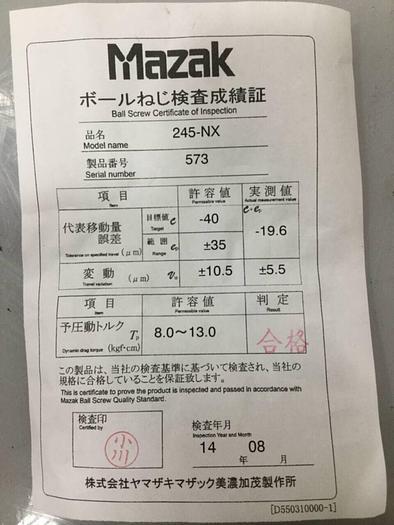 Mazak
ボールねじ検査成績証
Ball Screw Certificate of Inspection
品名 245-NX
Model name
製品番号 573
Serial number
項目 許容値 実測値
Item Permissible value Actual measurement value
代表移動量誤差 (μm) 目標値 e -40 -19.6
Tolerance on specified travel Target
範囲 ±35
Range
変動 (μm) ±10.5 ±5.5
Travel variation
項目 許容値 判定
Item Permissible value Result
予圧動トルク Tp 8.0～13.0 合格
Dynamic drag torque (kgf・cm)
この製品は、当社の検査基準に基づいて検査され、当社の
規格に合格していることを保証致します。
This is certificate to prove the product is inspected and passed in accordance with
Mazak Ball Screw Quality Standard.
検査印 検査年月
Certified by Inspection Year and Month
小川 14年 08月
株式会社ヤマザキマザック美濃加茂製作所
[D550310000-1]